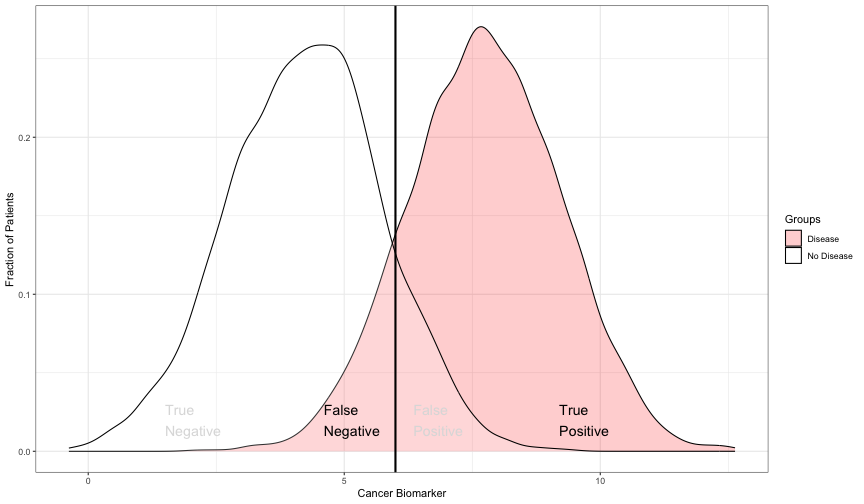 0.2
0.1
0.0
Fraction of Patients
True
Negative
False
Negative
False
Positive
True
Positive
0
5
10
Cancer Biomarker
Groups
Disease
No Disease